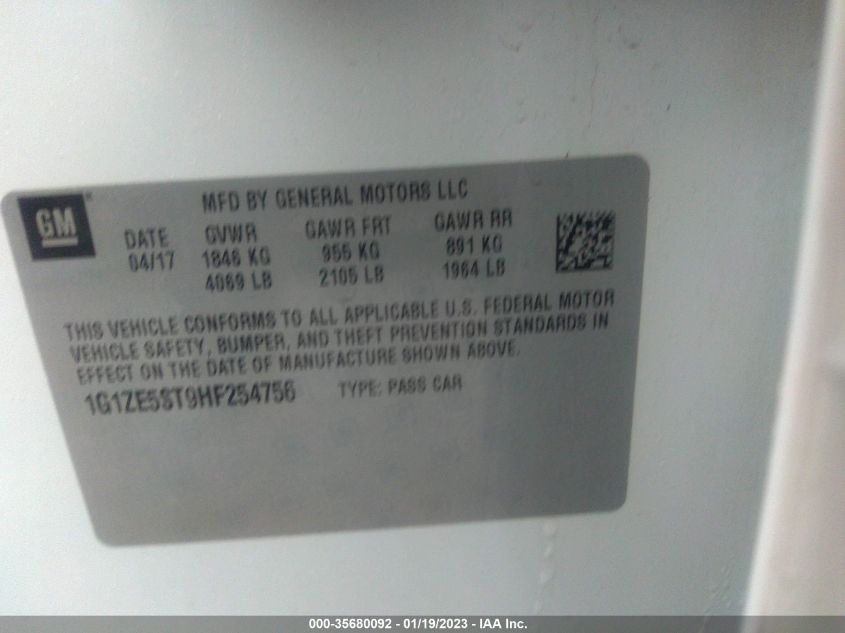 GM
MFD BY GENERAL MOTORS LLC
DATE GVWR GAWR FRT GAWR RR
04/17 1846 KG 955 KG 891 KG
4069 LB 2105 LB 1964 LB
THIS VEHICLE CONFORMS TO ALL APPLICABLE U.S. FEDERAL MOTOR
VEHICLE SAFETY, BUMPER, AND THEFT PREVENTION STANDARDS IN
EFFECT ON THE DATE OF MANUFACTURE SHOWN ABOVE.
1G1ZE5ST9HF254756 TYPE: PASS CAR
000-35680092 - 01/19/2023 - IAA Inc.